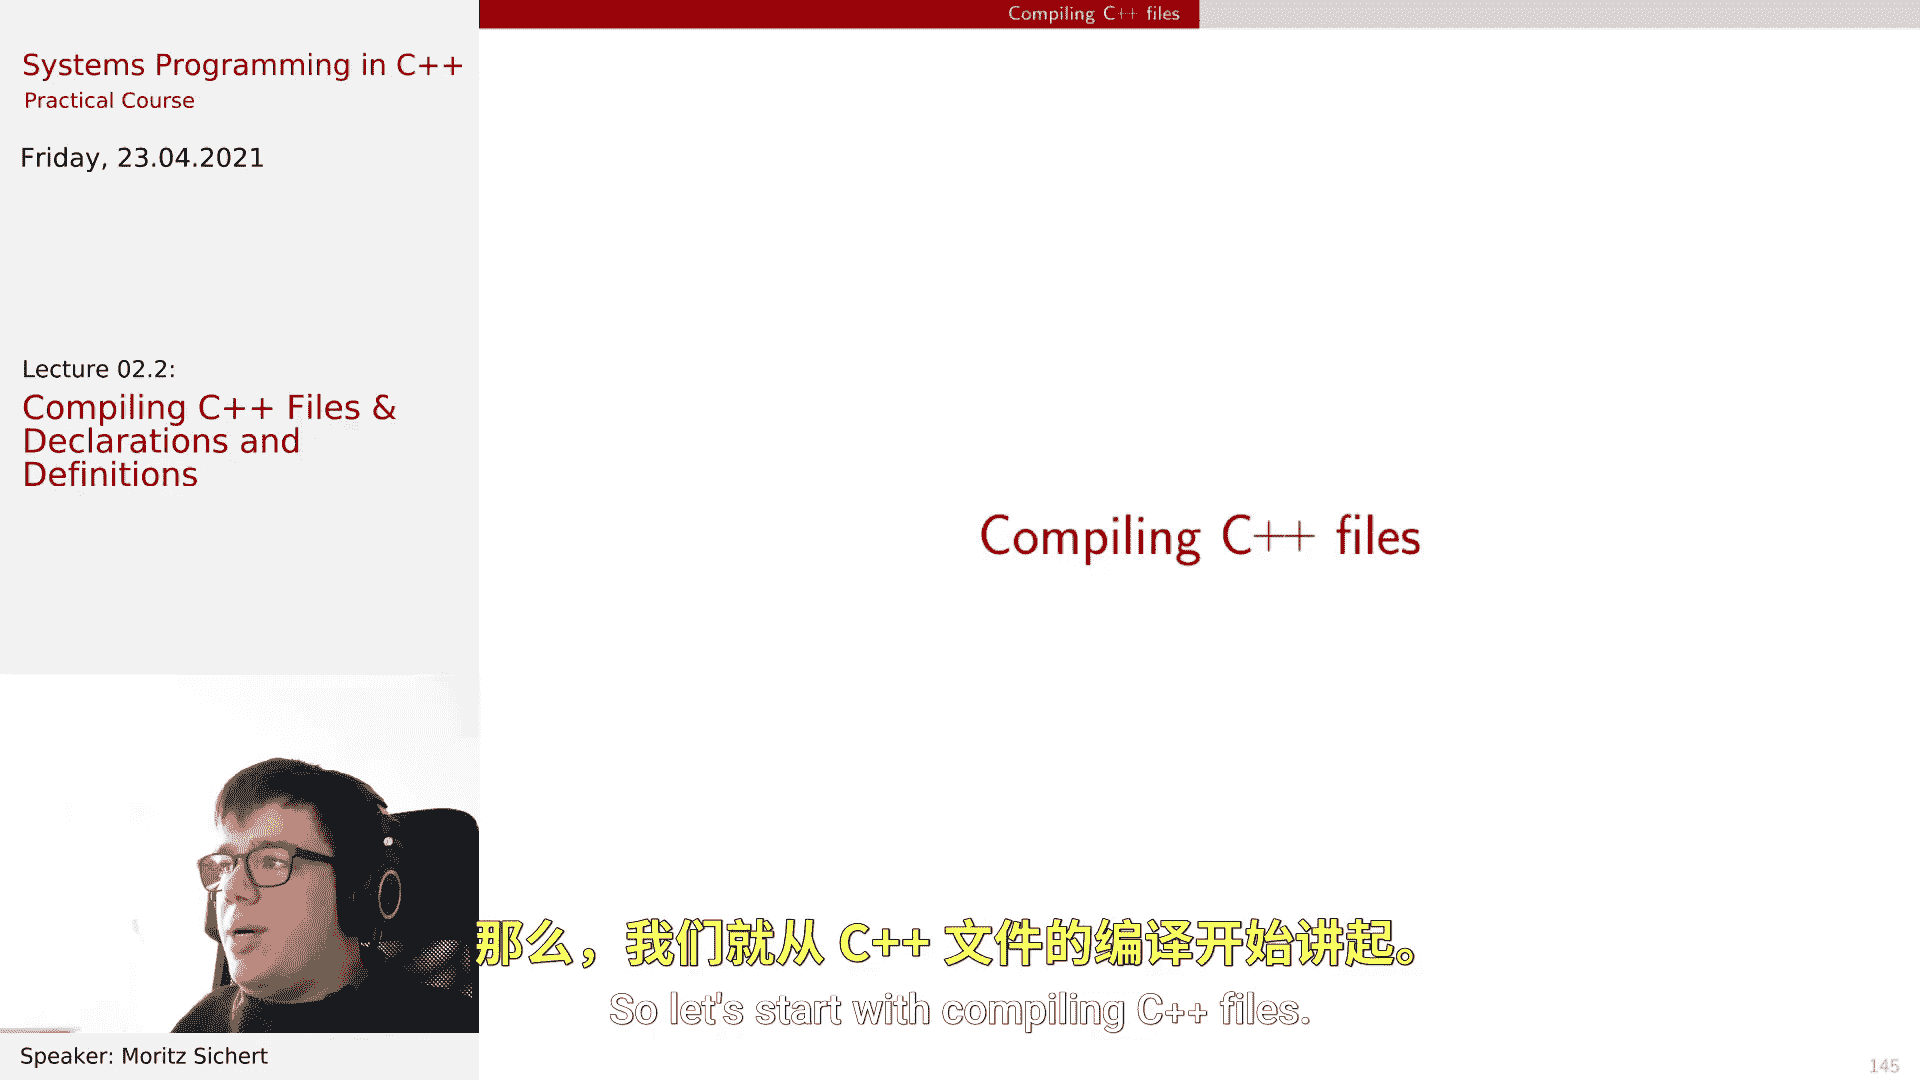 Compiling C++ files
Systems Programming in C++
Practical Course
Friday, 23.04.2021
Lecture 02.2:
Compiling C++ Files &
Declarations and
Definitions
Compiling C++ files
那么，我们就从 C++ 文件的编译开始讲起。
So let's start with compiling C++ files.
Speaker: Moritz Sichert
145